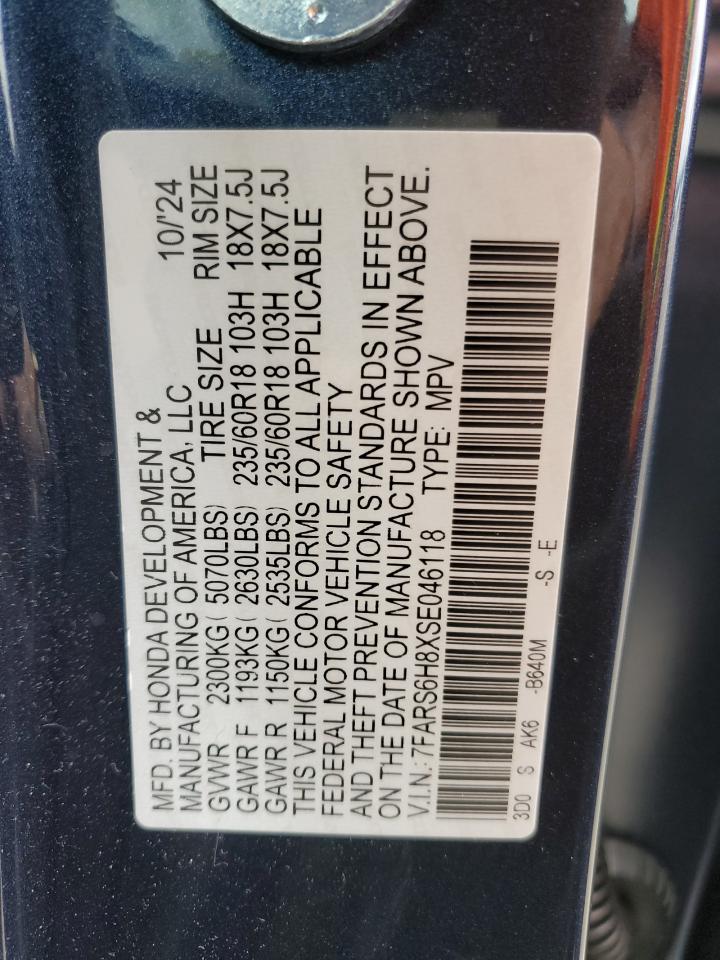 MFD. BY HONDA DEVELOPMENT & 10/'24
MANUFACTURING OF AMERICA, LLC
GVWR 2300KG( 5070LBS) TIRE SIZE RIM SIZE
GAWR F 1193KG( 2630LBS) 235/60R18 103H 18X7.5J
GAWR R 1150KG( 2535LBS) 235/60R18 103H 18X7.5J
THIS VEHICLE CONFORMS TO ALL APPLICABLE
FEDERAL MOTOR VEHICLE SAFETY
AND THEFT PREVENTION STANDARDS IN EFFECT
ON THE DATE OF MANUFACTURE SHOWN ABOVE.
V.I.N.: 7FARS6H8XSE046118 TYPE: MPV
3D0 S AK6 -B640M -S -E